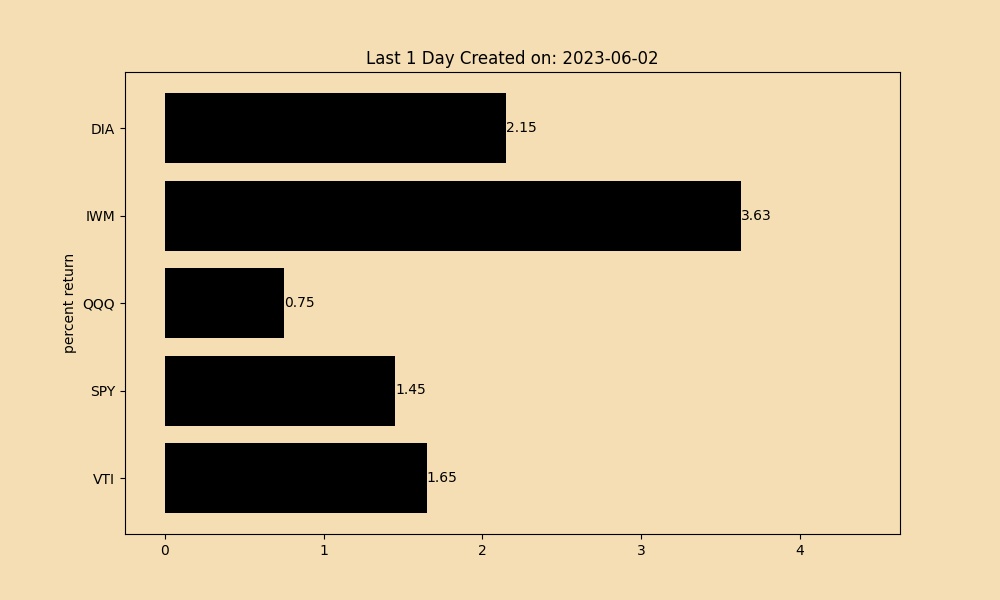 Last 1 Day Created on: 2023-06-02
percent return
DIA
2.15
IWM
3.63
QQQ
0.75
SPY
1.45
VTI
1.65
0 1 2 3 4